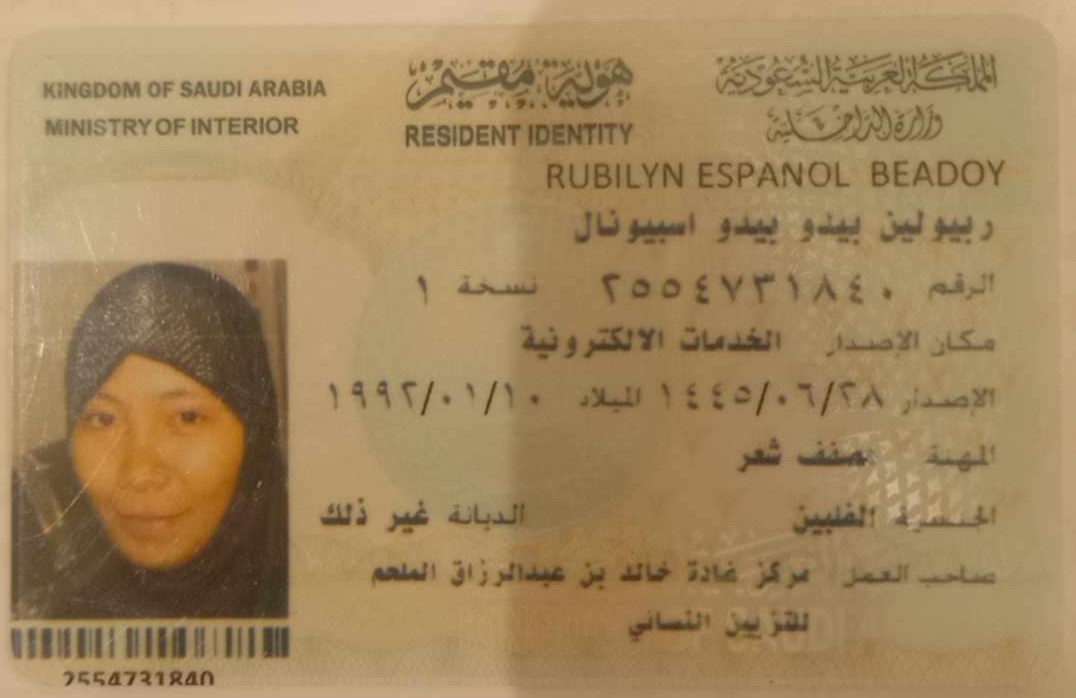 KINGDOM OF SAUDI ARABIA
MINISTRY OF INTERIOR
هوية مقيم
RESIDENT IDENTITY
المملكة العربية السعودية
وزارة الداخلية
RUBILYN ESPANOL BEADOY
ربيولين بيدو بيدو اسبيونال
الرقم ٢٥٥٤٧٣١٨٤٠ نسخة ١
مكان الإصدار الخدمات الالكترونية
الإصدار ١٤٤٥/٠٦/٢٨ الميلاد ١٩٩٢/٠١/١٠
المهنة مصفف شعر
الجنسية الفلبين الديانة غير ذلك
صاحب العمل مركز غادة خالد بن عبدالرزاق الملحم
للتزيين النسائي
2554731840